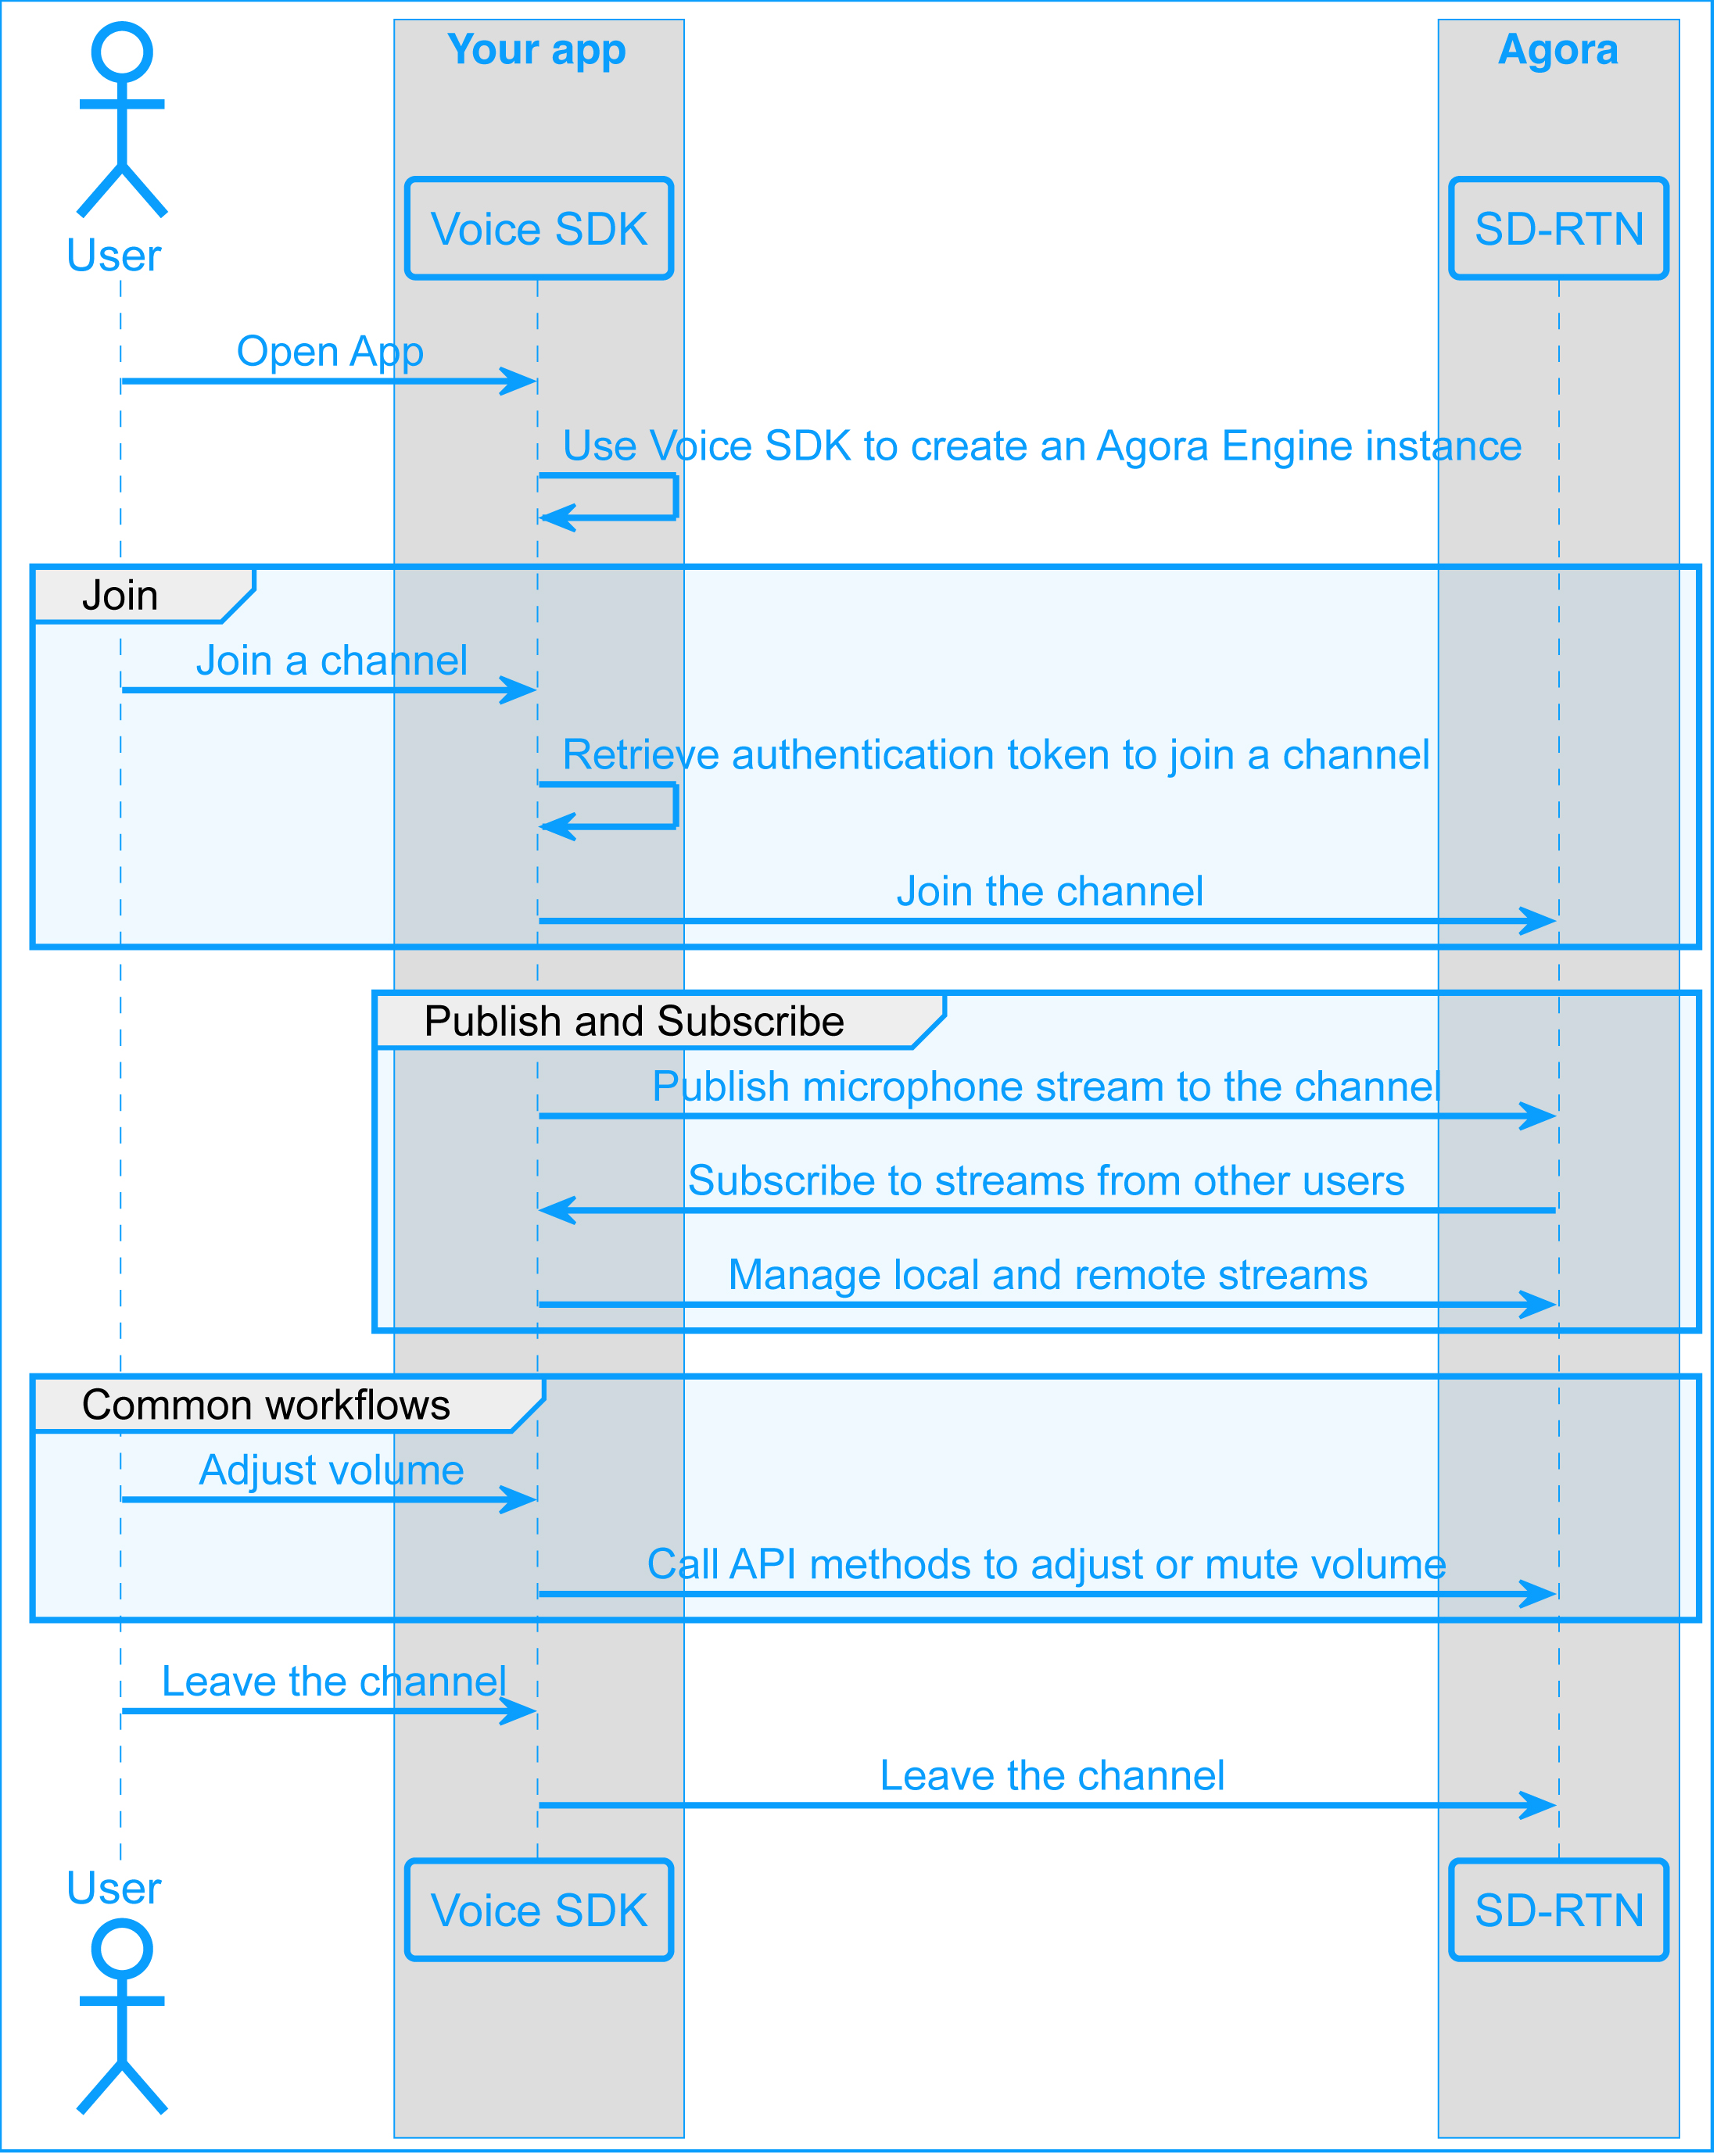 Your app
Agora
Voice SDK
SD-RTN
User
Open App
Use Voice SDK to create an Agora Engine instance
Join
Join a channel
Retrieve authentication token to join a channel
Join the channel
Publish and Subscribe
Publish microphone stream to the channel
Subscribe to streams from other users
Manage local and remote streams
Common workflows
Adjust volume
Call API methods to adjust or mute volume
Leave the channel
Leave the channel
User
Voice SDK
SD-RTN